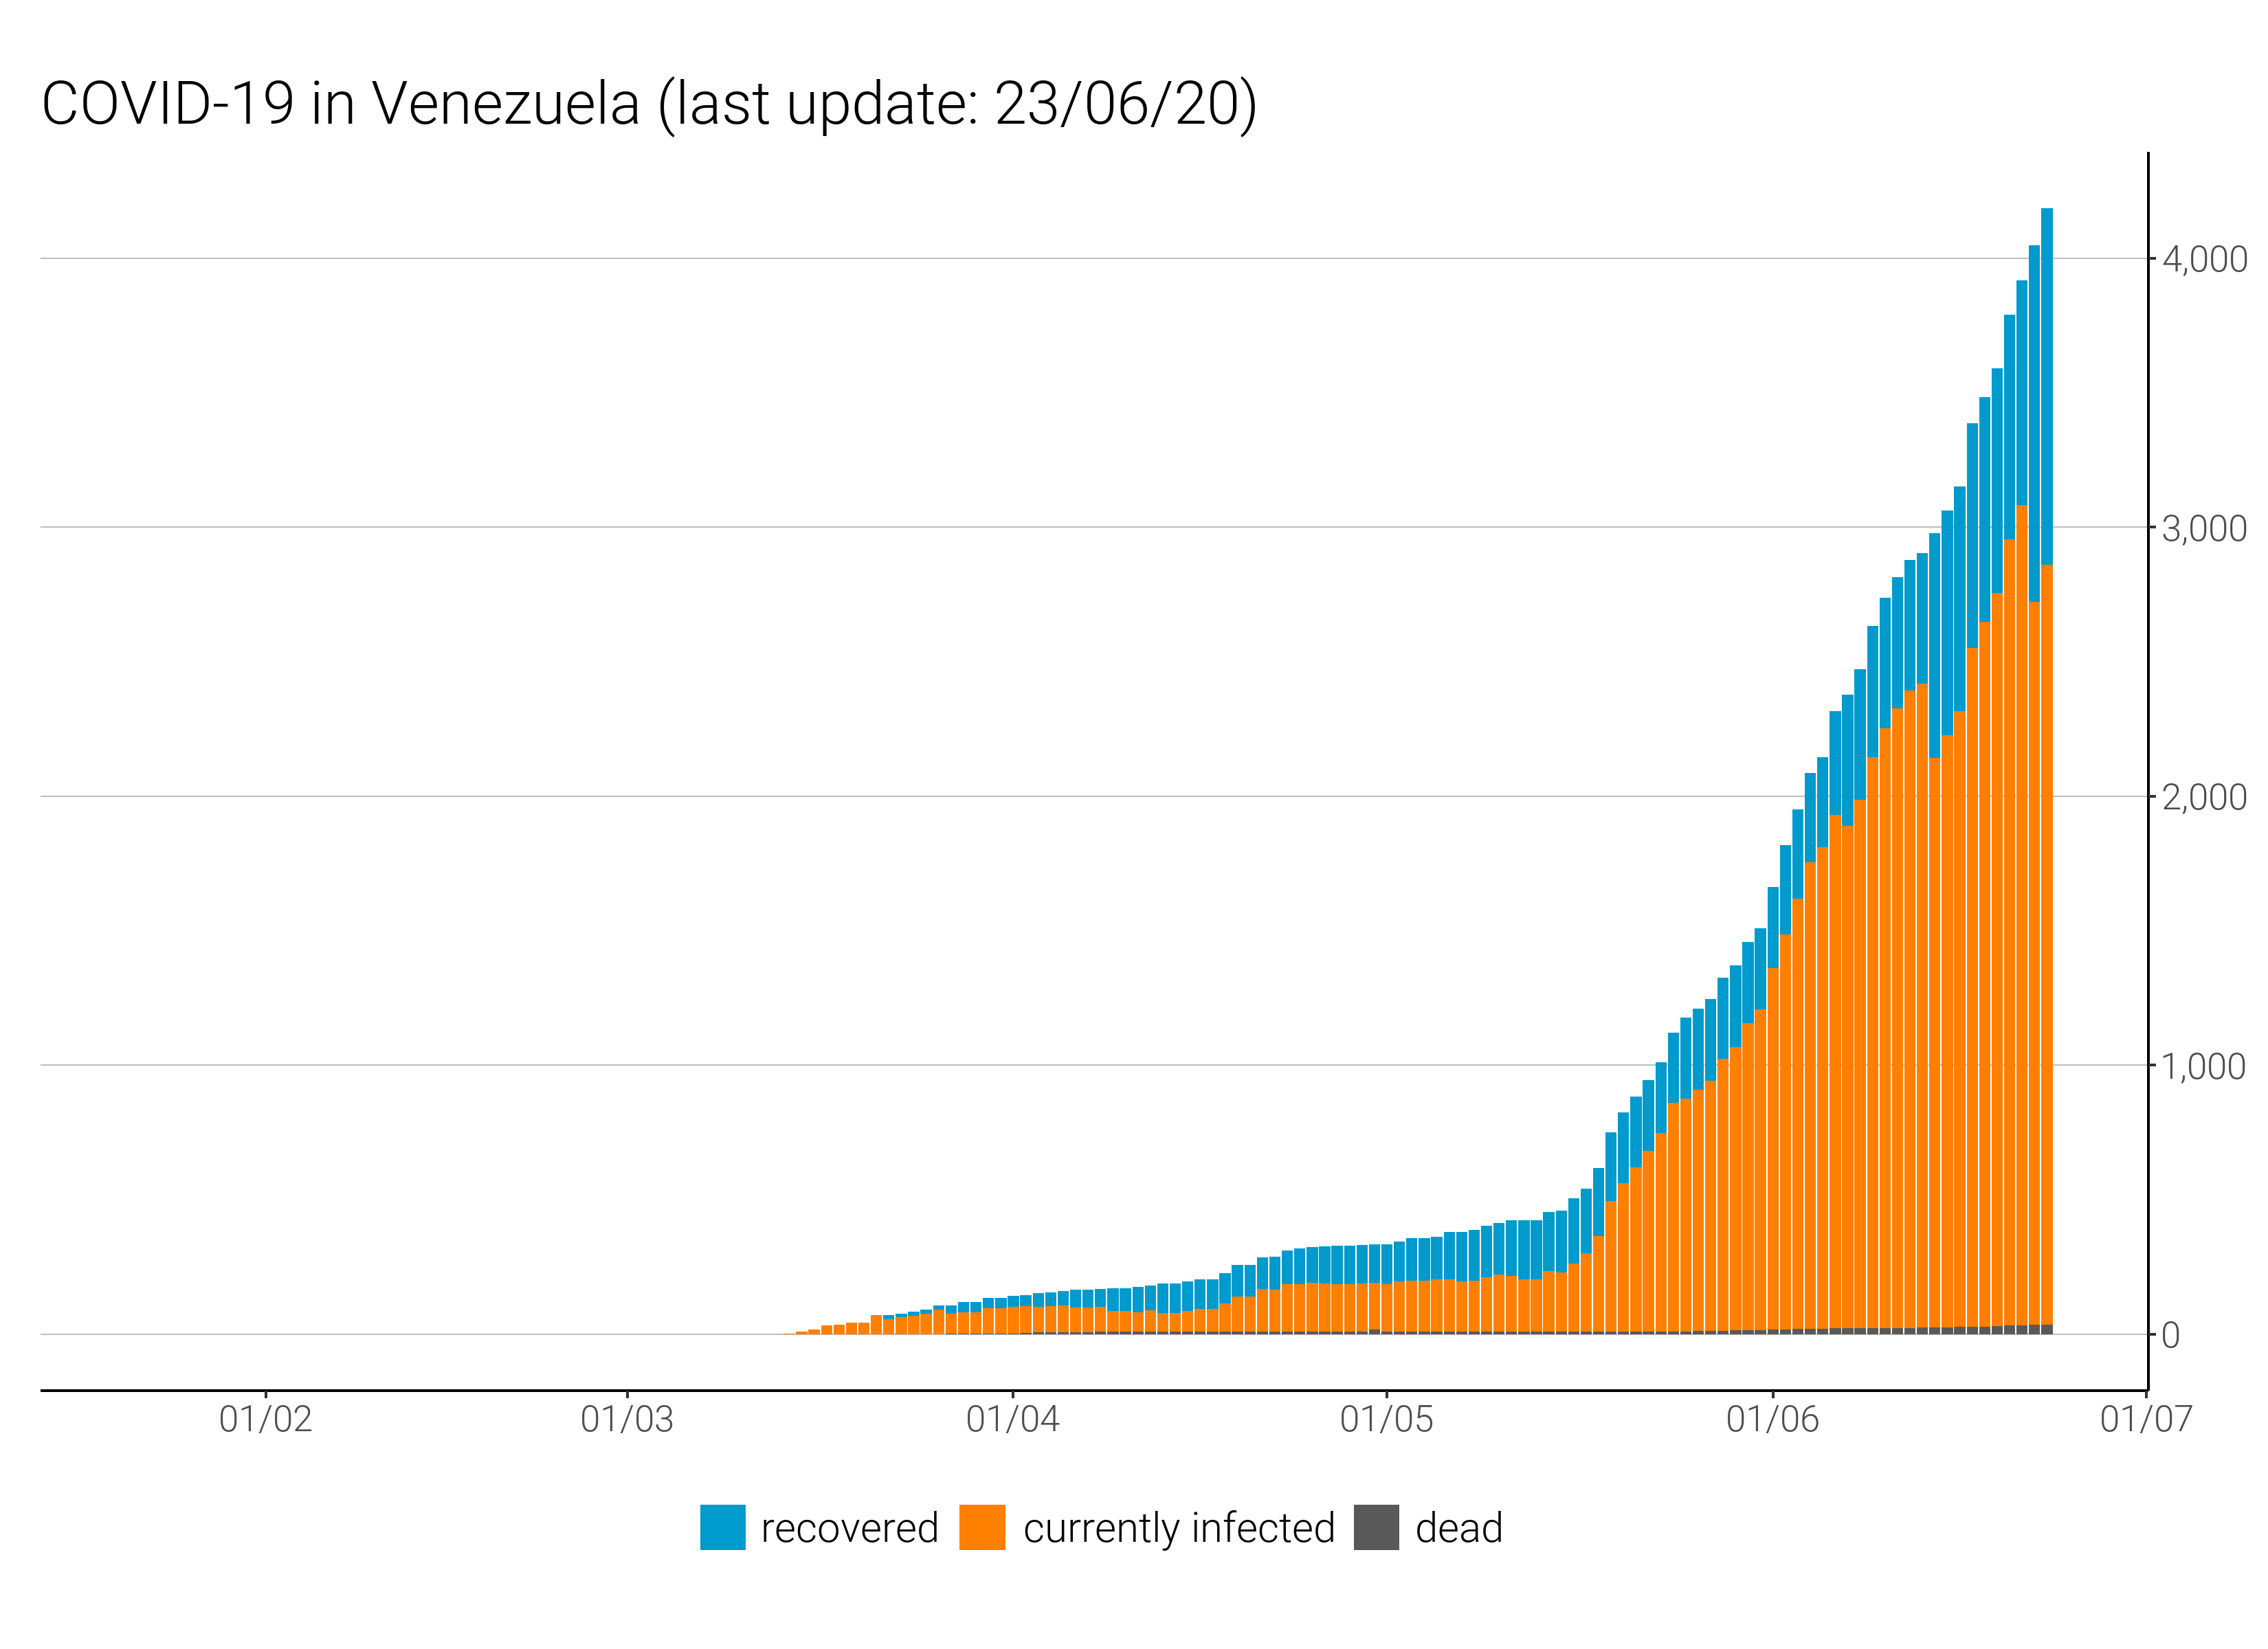 COVID-19 in Venezuela (last update: 23/06/20)
4,000
3,000
2,000
1,000
0
01/02 01/03 01/04 01/05 01/06 01/07
recovered currently infected dead